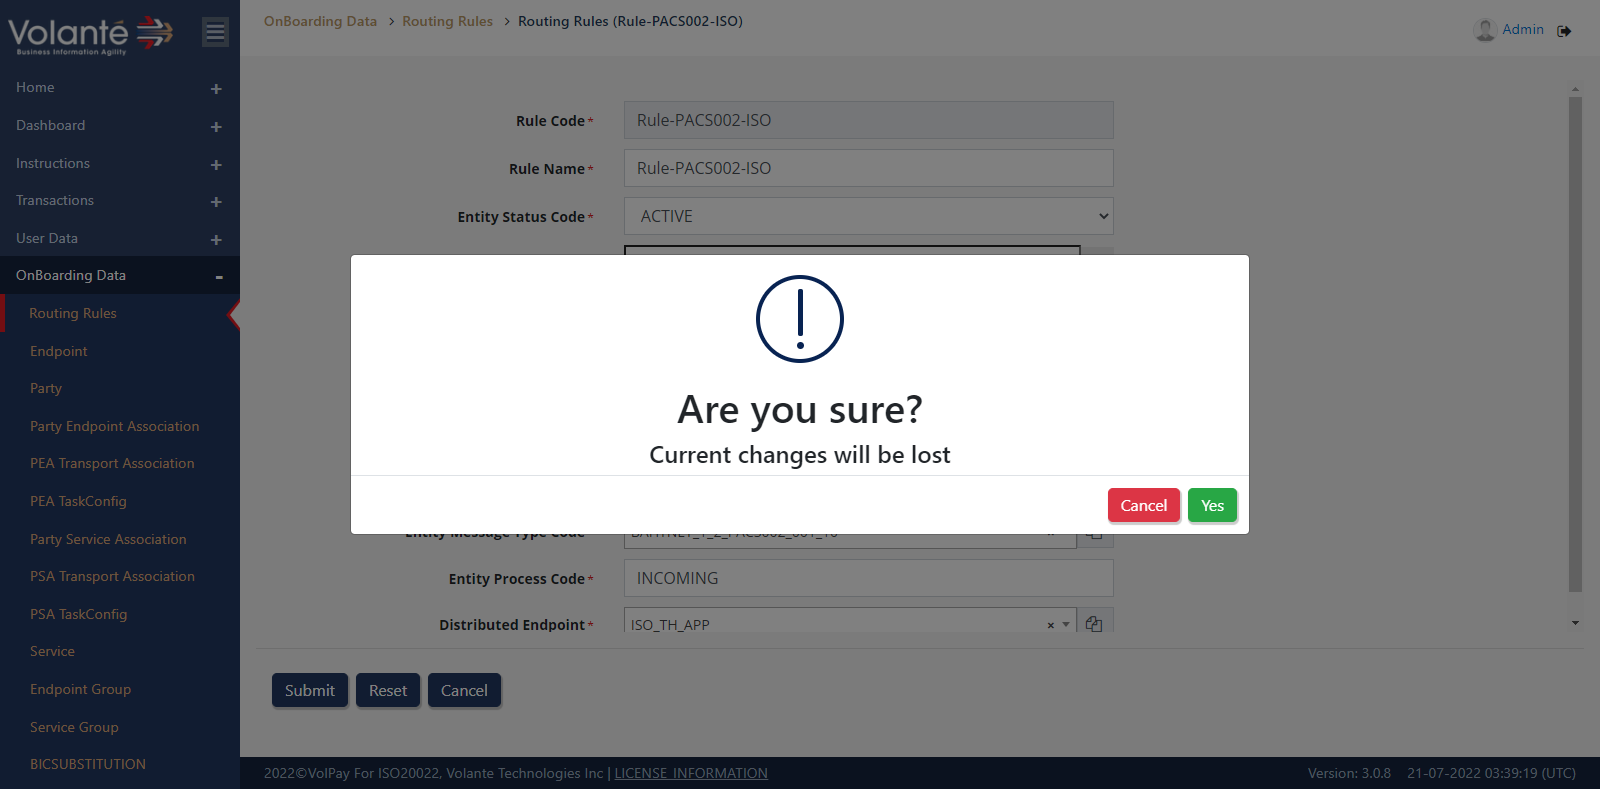 Volanté
Business Information Agility
OnBoarding Data > Routing Rules > Routing Rules (Rule-PACS002-ISO)
Admin
Home +
Dashboard +
Instructions +
Transactions +
User Data +
OnBoarding Data -
Routing Rules
Endpoint
Party
Party Endpoint Association
PEA Transport Association
PEA TaskConfig
Party Service Association
PSA Transport Association
PSA TaskConfig
Service
Endpoint Group
Service Group
BICSUBSTITUTION
Rule Code* Rule-PACS002-ISO
Rule Name* Rule-PACS002-ISO
Entity Status Code* ACTIVE
Are you sure?
Current changes will be lost
Cancel Yes
Entity Message Type Code
Entity Process Code* INCOMING
Distributed Endpoint* ISO_TH_APP ×
Submit Reset Cancel
2022©VolPay For ISO20022, Volante Technologies Inc | LICENSE INFORMATION
Version: 3.0.8 21-07-2022 03:39:19 (UTC)